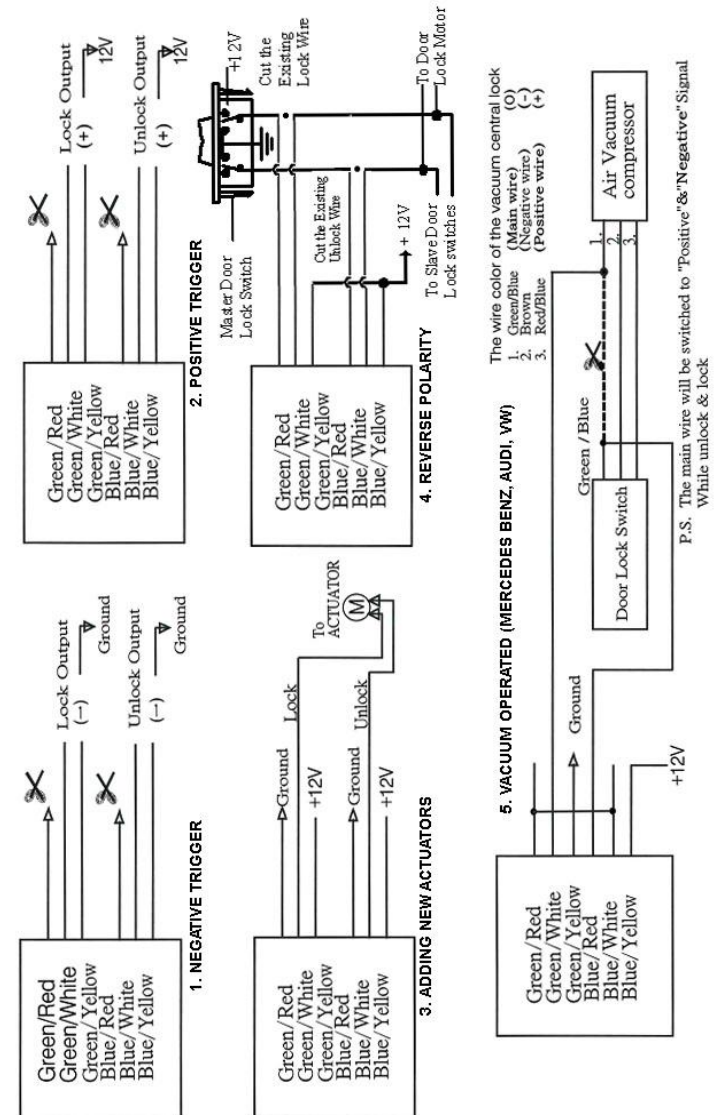 Green/Red
Green/White
Green/Yellow
Blue/Red
Blue/White
Blue/Yellow
Lock Output
(—)
Ground
Unlock Output
(—)
Ground
1. NEGATIVE TRIGGER
Green/Red
Green/White
Green/Yellow
Blue/Red
Blue/White
Blue/Yellow
Lock Output
(+)
12V
Unlock Output
(+)
12V
2. POSITIVE TRIGGER
Green/Red
Green/White
Green/Yellow
Blue/Red
Blue/White
Blue/Yellow
Ground
Lock
+12V
Ground
Unlock
+12V
To
ACTUATOR
M
3. ADDING NEW ACTUATORS
Green/Red
Green/White
Green/Yellow
Blue/Red
Blue/White
Blue/Yellow
Master Door
Lock Switch
+12V
Cut the
Existing
Lock Wire
Cut the Existing
Unlock Wire
+ 12V
To Door
Lock Motor
To Slave Door
Lock switches
4. REVERSE POLARITY
5. VACUUM OPERATED (MERCEDES BENZ, AUDI, VW)
The wire color of the vacuum central lock
1. Green/Blue (Main wire) (O)
2. Brown (Negative wire) (—)
3. Red/Blue (Positive wire) (+)
Green/Red
Green/White
Green/Yellow
Blue/Red
Blue/White
Blue/Yellow
Ground
+12V
Green / Blue
Door Lock Switch
1.
2.
3.
Air Vacuum
compressor
P.S. The main wire will be switched to "Positive"&"Negative" Signal
While unlock & lock